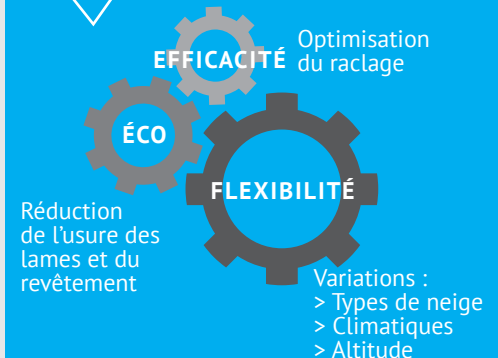 EFFICACITÉ
Optimisation
du raclage
ÉCO
Réduction
de l'usure des
lames et du
revêtement
FLEXIBILITÉ
Variations :
> Types de neige
> Climatiques
> Altitude